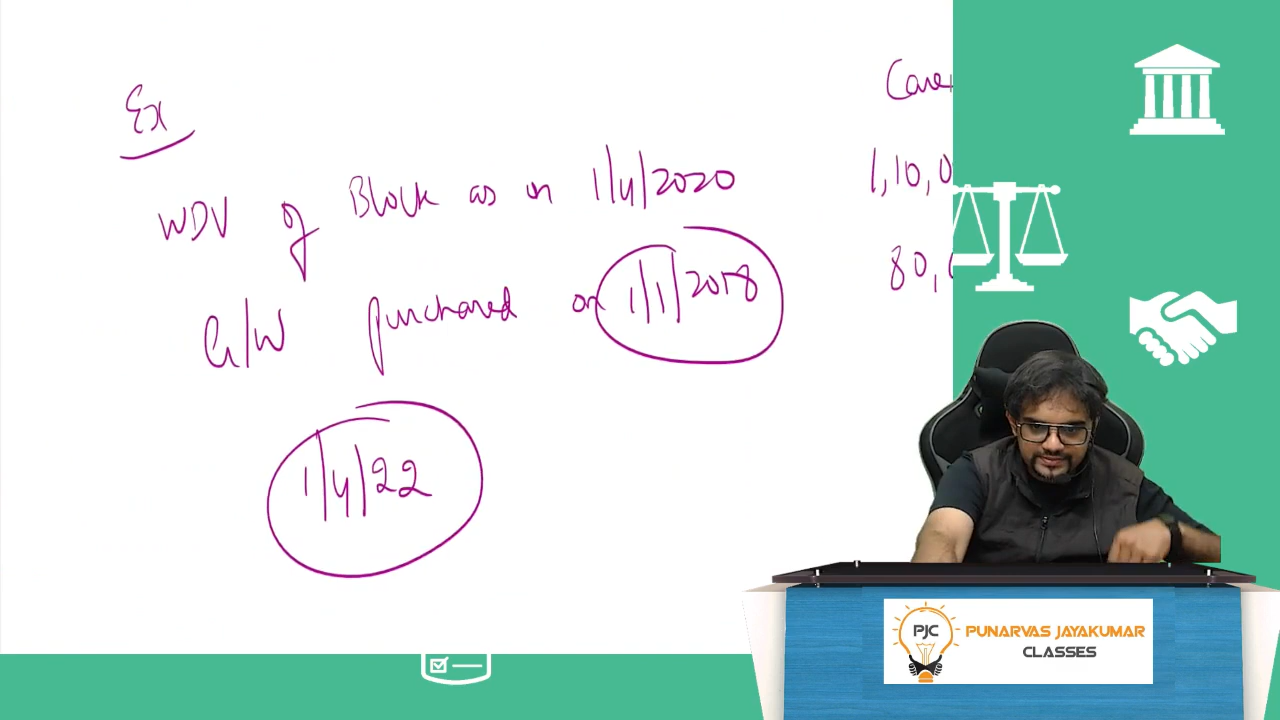 Ex
WDV of Block as on 1/4/2020 1,10,0
G/W purchased on 1/1/2018 80,
1/4/22
PJC
PUNARVAS JAYAKUMAR
CLASSES